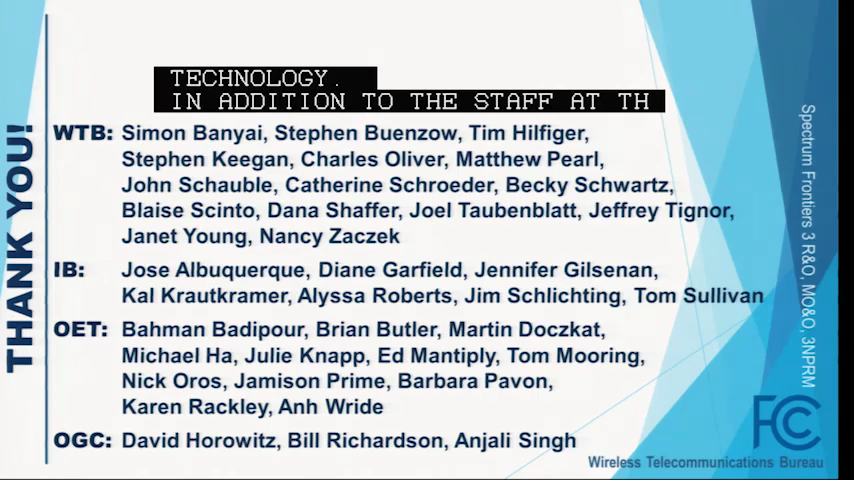 TECHNOLOGY.
IN ADDITION TO THE STAFF AT TH
THANK YOU!
WTB: Simon Banyai, Stephen Buenzow, Tim Hilfiger,
Stephen Keegan, Charles Oliver, Matthew Pearl,
John Schauble, Catherine Schroeder, Becky Schwartz,
Blaise Scinto, Dana Shaffer, Joel Taubenblatt, Jeffrey Tignor,
Janet Young, Nancy Zaczek
IB: Jose Albuquerque, Diane Garfield, Jennifer Gilsenan,
Kal Krautkramer, Alyssa Roberts, Jim Schlichting, Tom Sullivan
OET: Bahman Badipour, Brian Butler, Martin Doczkat,
Michael Ha, Julie Knapp, Ed Mantiply, Tom Mooring,
Nick Oros, Jamison Prime, Barbara Pavon,
Karen Rackley, Anh Wride
OGC: David Horowitz, Bill Richardson, Anjali Singh
Spectrum Frontiers 3 R&O, MO&O, 3NPRM
FCC
Wireless Telecommunications Bureau